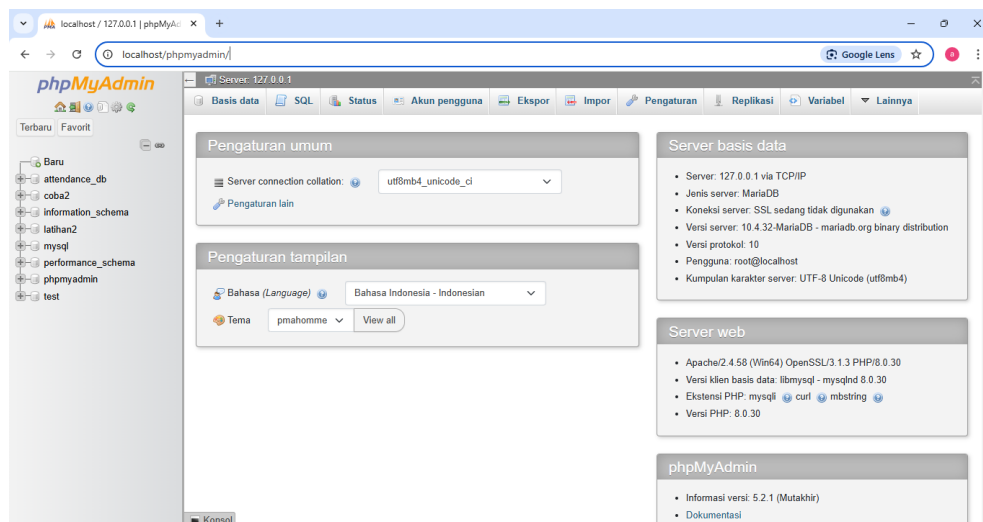 localhost / 127.0.0.1 | phpMyAd
localhost/phpmyadmin/
Google Lens
phpMyAdmin
Terbaru Favorit
Baru
attendance_db
coba2
information_schema
latihan2
mysql
performance_schema
phpmyadmin
test
Server: 127.0.0.1
Basis data SQL Status Akun pengguna Ekspor Impor Pengaturan Replikasi Variabel Lainnya
Pengaturan umum
Server connection collation: utf8mb4_unicode_ci
Pengaturan lain
Pengaturan tampilan
Bahasa (Language) Bahasa Indonesia - Indonesian
Tema pmahomme View all
Server basis data
• Server: 127.0.0.1 via TCP/IP
• Jenis server: MariaDB
• Koneksi server: SSL sedang tidak digunakan
• Versi server: 10.4.32-MariaDB - mariadb.org binary distribution
• Versi protokol: 10
• Pengguna: root@localhost
• Kumpulan karakter server: UTF-8 Unicode (utf8mb4)
Server web
• Apache/2.4.58 (Win64) OpenSSL/3.1.3 PHP/8.0.30
• Versi klien basis data: libmysql - mysqlnd 8.0.30
• Ekstensi PHP: mysqli curl mbstring
• Versi PHP: 8.0.30
phpMyAdmin
• Informasi versi: 5.2.1 (Mutakhir)
• Dokumentasi
Konsol